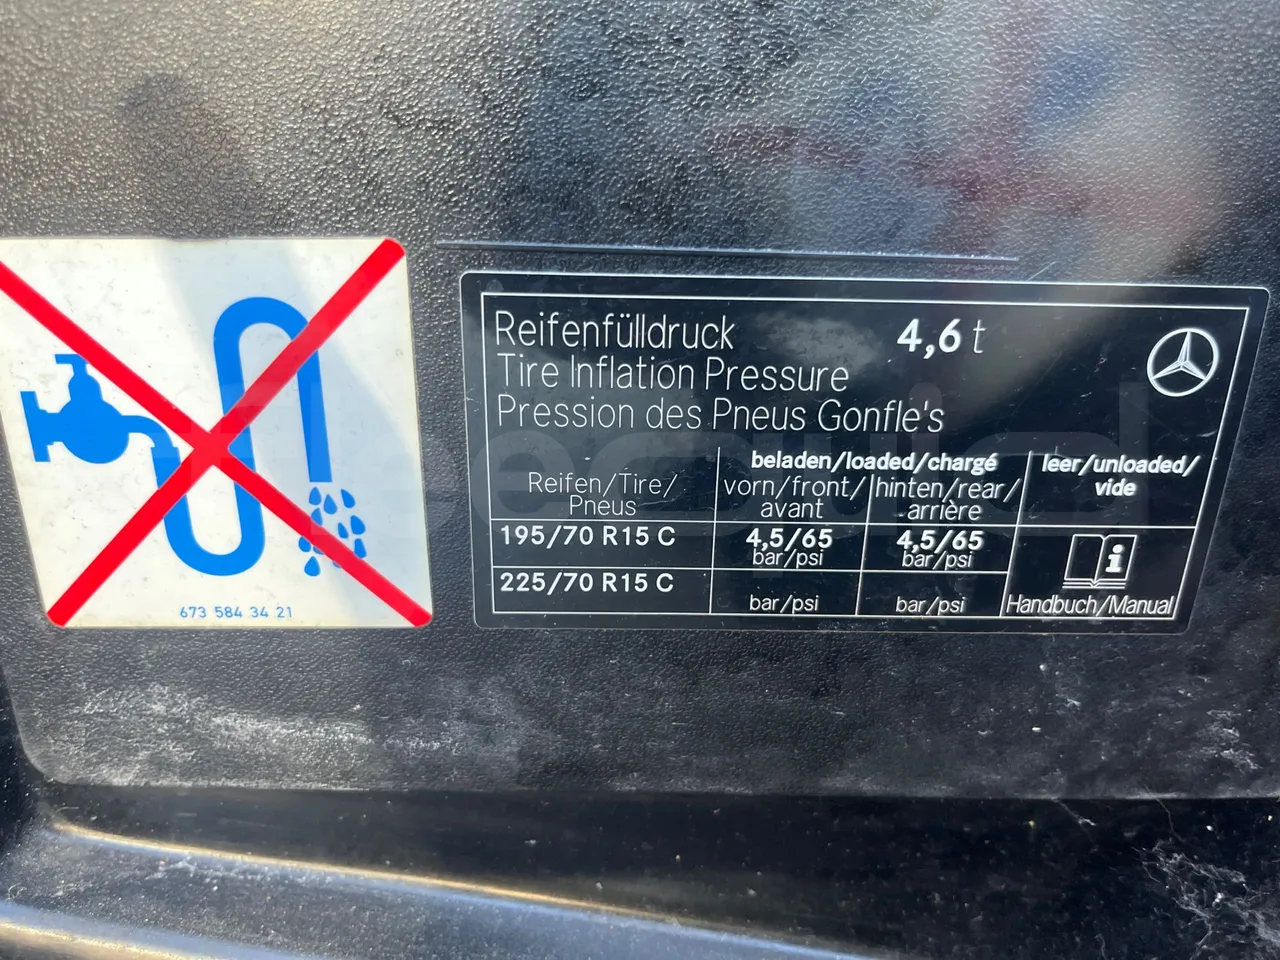 673 584 34 21
Reifenfülldruck 4,6 t
Tire Inflation Pressure
Pression des Pneus Gonfle's
Reifen/Tire/
Pneus
beladen/loaded/chargé
vorn/front/
avant
hinten/rear/
arrière
leer/unloaded/
vide
195/70 R15 C 4,5/65 4,5/65
bar/psi bar/psi
225/70 R15 C
bar/psi bar/psi
i
Handbuch/Manual